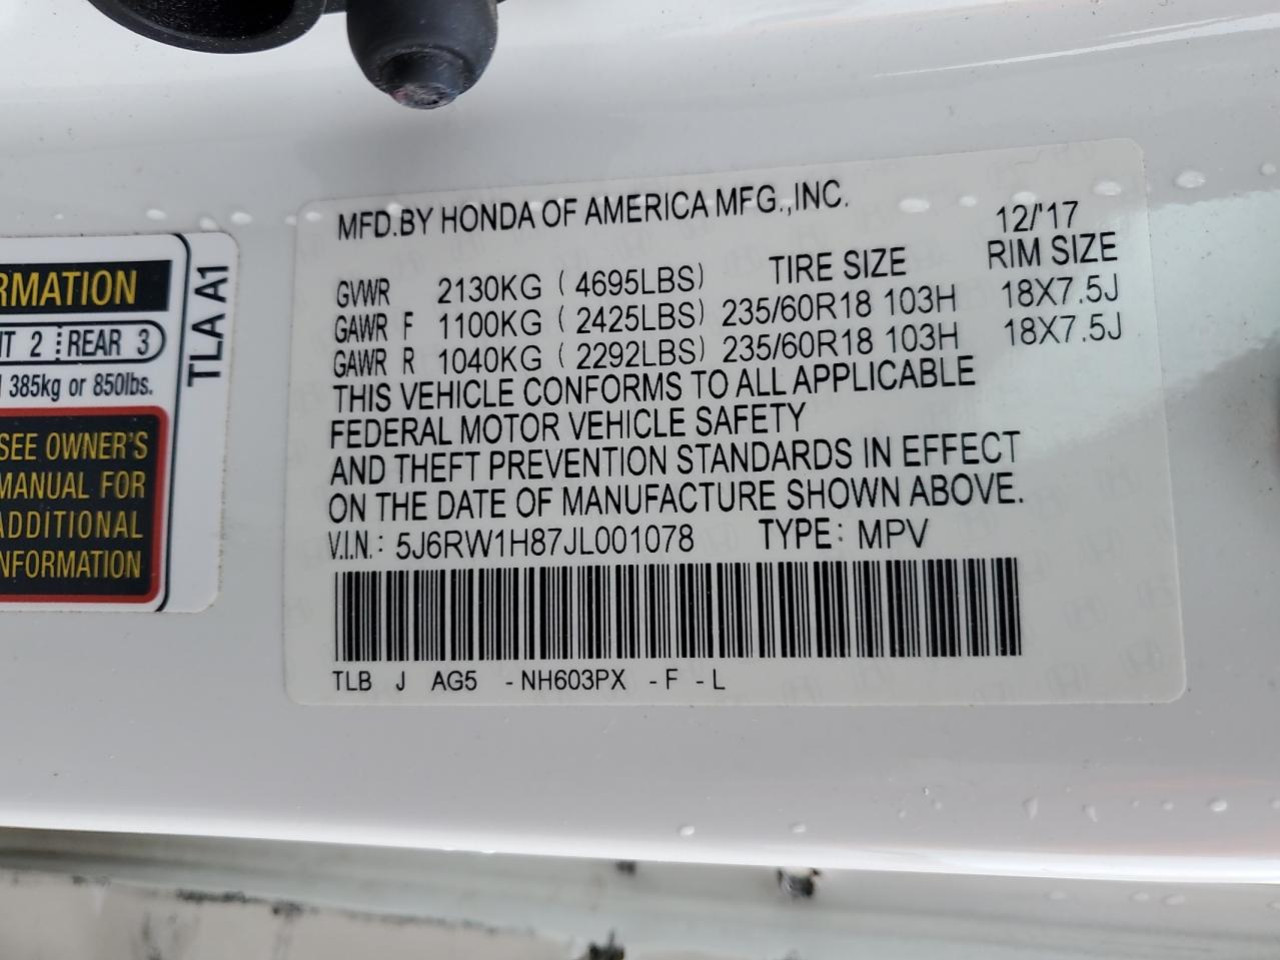 RMATION
IT 2 REAR 3
385kg or 850lbs.
SEE OWNER'S
MANUAL FOR
ADDITIONAL
NFORMATION
TLA A1
MFD.BY HONDA OF AMERICA MFG.,INC.
12/'17
GVWR 2130KG (4695LBS) TIRE SIZE RIM SIZE
GAWR F 1100KG (2425LBS) 235/60R18 103H 18X7.5J
GAWR R 1040KG (2292LBS) 235/60R18 103H 18X7.5J
THIS VEHICLE CONFORMS TO ALL APPLICABLE
FEDERAL MOTOR VEHICLE SAFETY
AND THEFT PREVENTION STANDARDS IN EFFECT
ON THE DATE OF MANUFACTURE SHOWN ABOVE.
V.I.N.: 5J6RW1H87JL001078 TYPE: MPV
TLB J AG5 -NH603PX -F -L